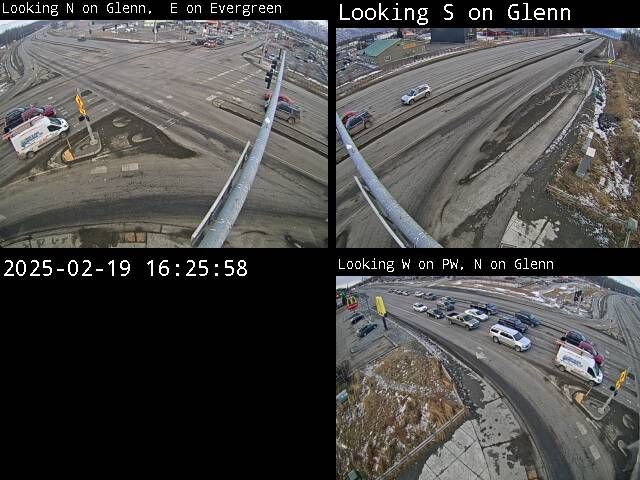 Looking N on Glenn,  E on Evergreen
Looking S on Glenn
2025-02-19 16:25:58
Looking W on PW, N on Glenn